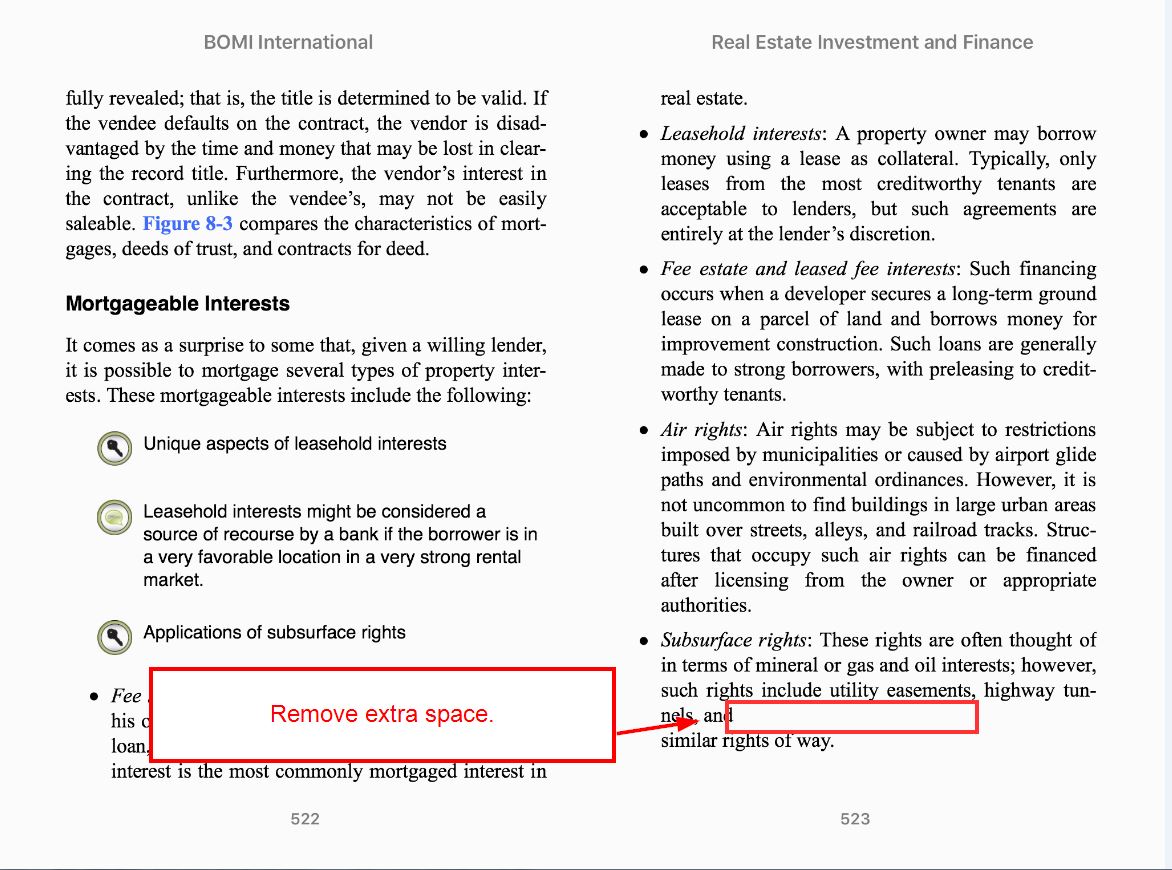 BOMI International
fully revealed; that is, the title is determined to be valid. If
the vendee defaults on the contract, the vendor is disad-
vantaged by the time and money that may be lost in clear-
ing the record title. Furthermore, the vendor’s interest in
the contract, unlike the vendee’s, may not be easily
saleable. Figure 8-3 compares the characteristics of mort-
gages, deeds of trust, and contracts for deed.
Mortgageable Interests
It comes as a surprise to some that, given a willing lender,
it is possible to mortgage several types of property inter-
ests. These mortgageable interests include the following:
Unique aspects of leasehold interests
Leasehold interests might be considered a
source of recourse by a bank if the borrower is in
a very favorable location in a very strong rental
market.
Applications of subsurface rights
• Fee
his
loan,
interest is the most commonly mortgaged interest in
Remove extra space.
522
Real Estate Investment and Finance
real estate.
• Leasehold interests: A property owner may borrow
money using a lease as collateral. Typically, only
leases from the most creditworthy tenants are
acceptable to lenders, but such agreements are
entirely at the lender’s discretion.
• Fee estate and leased fee interests: Such financing
occurs when a developer secures a long-term ground
lease on a parcel of land and borrows money for
improvement construction. Such loans are generally
made to strong borrowers, with preleasing to credit-
worthy tenants.
• Air rights: Air rights may be subject to restrictions
imposed by municipalities or caused by airport glide
paths and environmental ordinances. However, it is
not uncommon to find buildings in large urban areas
built over streets, alleys, and railroad tracks. Struc-
tures that occupy such air rights can be financed
after licensing from the owner or appropriate
authorities.
• Subsurface rights: These rights are often thought of
in terms of mineral or gas and oil interests; however,
such rights include utility easements, highway tun-
nels, and
similar rights of way.
523